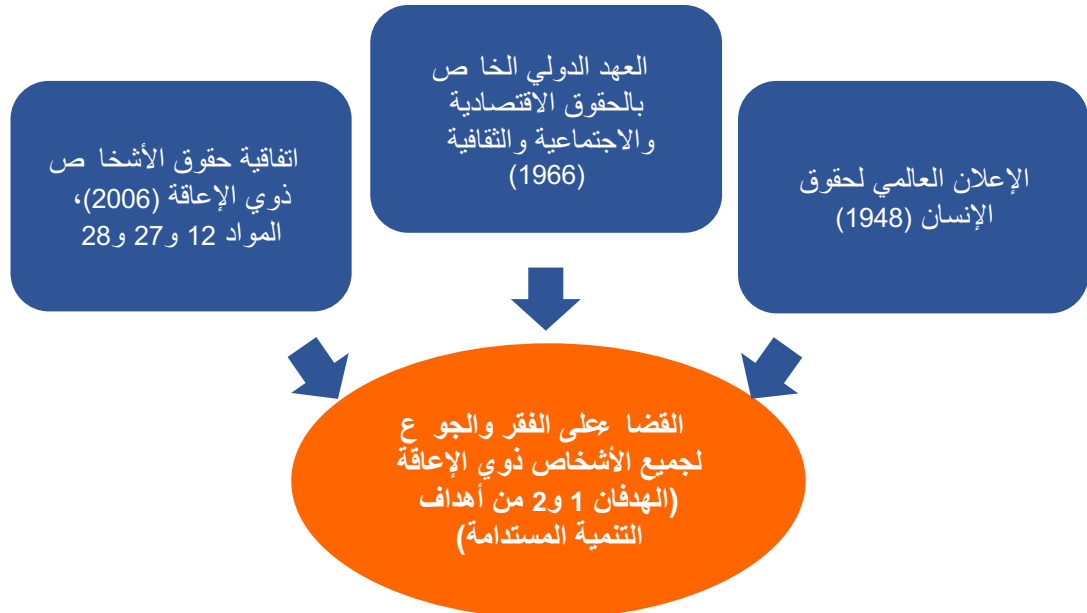 الإعلان العالمي لحقوق
الإنسان (1948)
العهد الدولي الخا ص
بالحقوق الاقتصادية
والاجتماعية والثقافية
(1966)
اتفاقية حقوق الأشخا ص
ذوي الإعاقة (2006)،
المواد 12 و27 و28
القضا ءعلى الفقر والجو ع
لجميع الأشخاص ذوي الإعاقة
(الهدفان 1 و2 من أهداف
التنمية المستدامة)